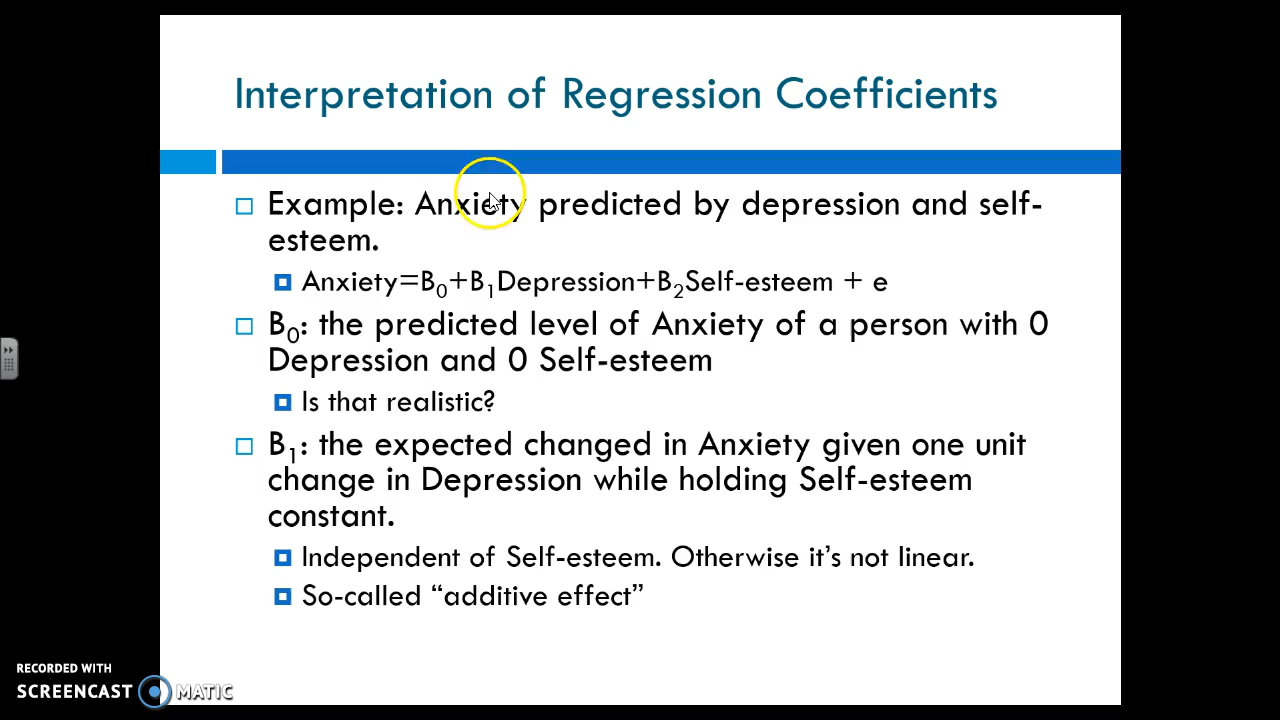 Interpretation of Regression Coefficients
Example: Anxiety predicted by depression and self-
esteem.
Anxiety=B₀+B₁Depression+B₂Self-esteem + e
B₀: the predicted level of Anxiety of a person with 0
Depression and 0 Self-esteem
Is that realistic?
B₁: the expected changed in Anxiety given one unit
change in Depression while holding Self-esteem
constant.
Independent of Self-esteem. Otherwise it’s not linear.
So-called “additive effect”
RECORDED WITH
SCREENCAST MATIC